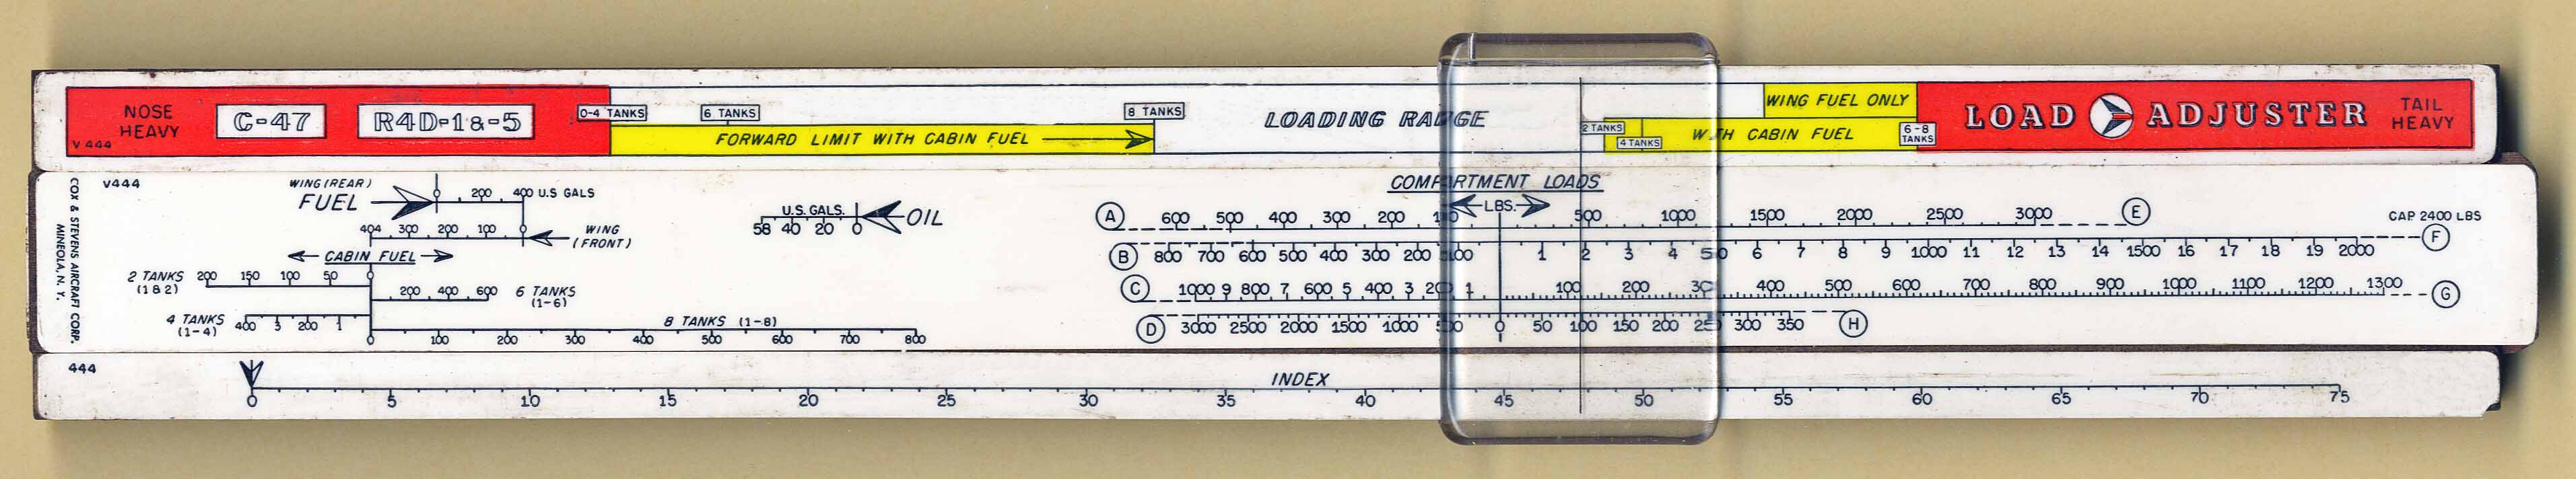 NOSE HEAVY
V 444
C-47
R4D-1&-5
0-4 TANKS
6 TANKS
8 TANKS
FORWARD LIMIT WITH CABIN FUEL
LOADING RANGE
2 TANKS
4 TANKS
WING FUEL ONLY
WITH CABIN FUEL
6-8 TANKS
LOAD ADJUSTER
TAIL HEAVY
COX & STEVENS AIRCRAFT CORP.
MINEOLA, N. Y.
V444
WING (REAR)
FUEL
0 200 400 U.S GALS
404 300 200 100 0
WING (FRONT)
CABIN FUEL
2 TANKS (1&2)
200 150 100 50 0
6 TANKS (1-6)
200 400 600
4 TANKS (1-4)
400 3 200 1
8 TANKS (1-8)
0 100 200 300 400 500 600 700 800
U.S. GALS.
58 40 20 0
OIL
COMPARTMENT LOADS
LBS.
A 600 500 400 300 200 100 500 1000 1500 2000 2500 3000 E
CAP 2400 LBS
B 800 700 600 500 400 300 200 100 1 2 3 4 500 6 7 8 9 1000 11 12 13 14 1500 16 17 18 19 2000 F
C 1000 9 800 7 600 5 400 3 200 1 100 200 300 400 500 600 700 800 900 1000 1100 1200 1300 G
D 3000 2500 2000 1500 1000 500 0 50 100 150 200 250 300 350 H
444
INDEX
0 5 10 15 20 25 30 35 40 45 50 55 60 65 70 75